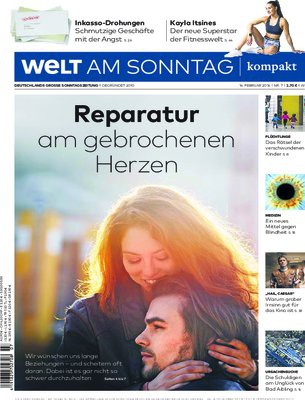 Inkasso-Drohungen
Schmutzige Geschäfte
mit der Angst S. 26
Kayla Itsines
Der neue Superstar
der Fitnesswelt S. 44
WELT AM SONNTAG
kompakt
DEUTSCHLANDS GROSSE SONNTAGSZEITUNG
Reparatur
am gebrochenen
Herzen
FLÜCHTLINGE
Das Rätsel der
verschwundenen
Kinder
MEDIZIN
Ein neues
Mittel gegen
Blindheit
„HAIL, CAESAR!“
Warum grober
Irrsinn gut für
das Kino ist
URSACHENSUCHE
Die Schuldigen
am Unglück von
Bad Aibling
Wir wünschen uns lange
Beziehungen – und scheitern oft
daran. Dabei ist es gar nicht so
schwer durchzuhalten.